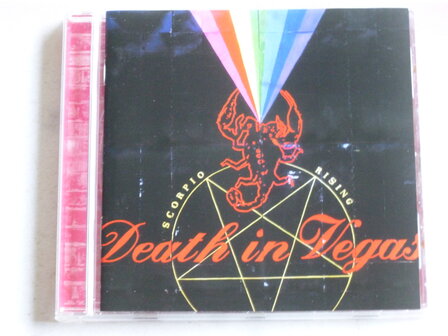 SCORPIO RISING
Death in Vegas